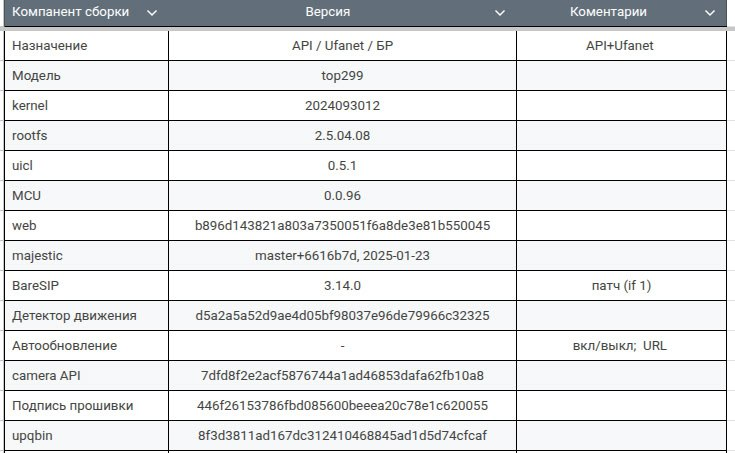 Компанент сборки Версия Коментарии
Назначение API / Ufanet / БР API+Ufanet
Модель top299
kernel 2024093012
rootfs 2.5.04.08
uicl 0.5.1
MCU 0.0.96
web b896d143821a803a7350051f6a8de3e81b550045
majestic master+6616b7d, 2025-01-23
BareSIP 3.14.0 патч (if 1)
Детектор движения d5a2a5a52d9ae4d05bf98037e96de79966c32325
Автообновление - вкл/выкл; URL
camera API 7dfd8f2e2acf5876744a1ad46853dafa62fb10a8
Подпись прошивки 446f26153786fbd085600beeea20c78e1c620055
upqbin 8f3d3811ad167dc312410468845ad1d5d74cfcaf